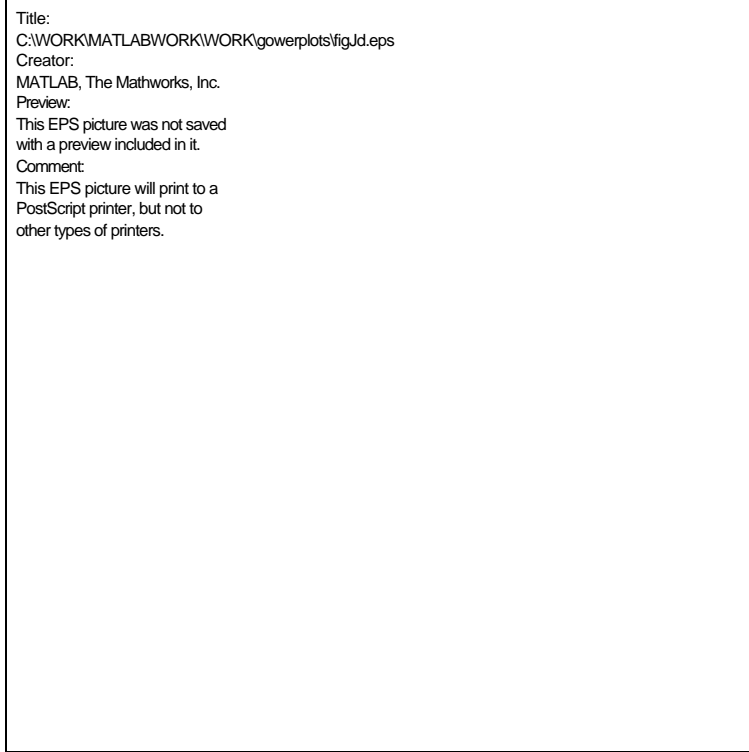 Title:
C:\WORK\MATLABWORK\WORK\gowerplots\figJd.eps
Creator:
MATLAB, The Mathworks, Inc.
Preview:
This EPS picture was not saved
with a preview included in it.
Comment:
This EPS picture will print to a
PostScript printer, but not to
other types of printers.